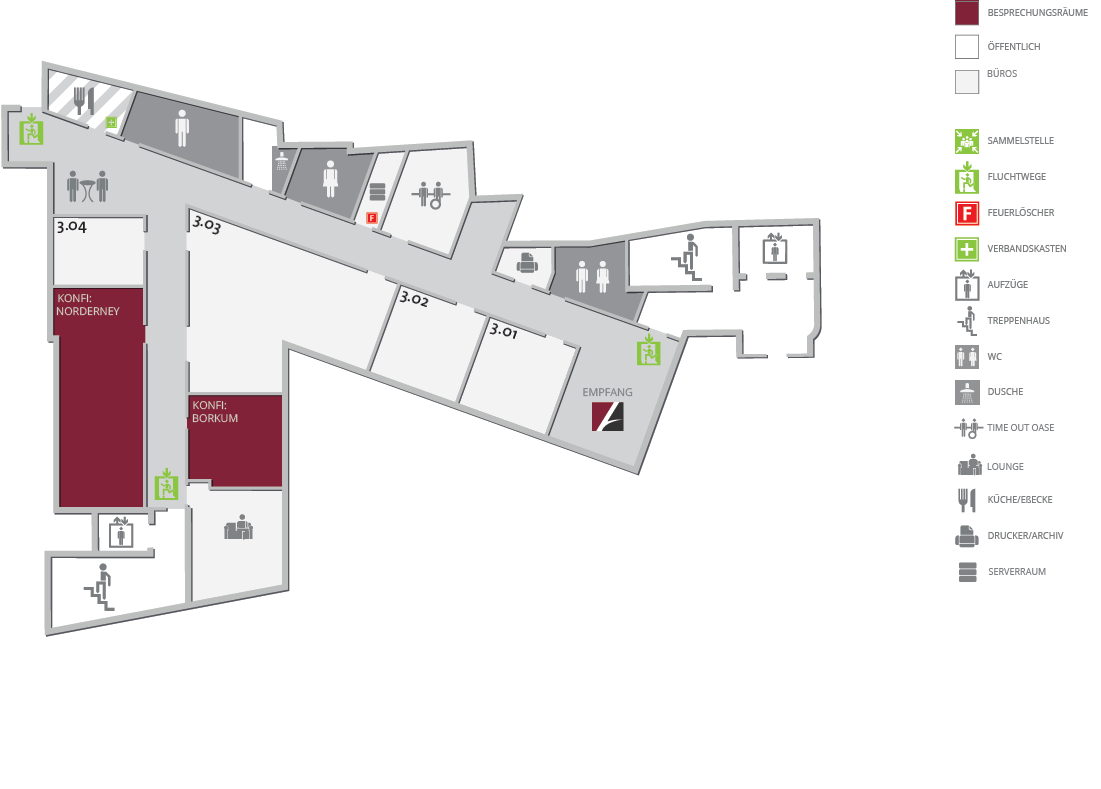 BESPRECHUNGSRÄUME
ÖFFENTLICH
BÜROS
SAMMELSTELLE
FLUCHTWEGE
F
FEUERLÖSCHER
VERBANDSKASTEN
AUFZÜGE
TREPPENHAUS
WC
DUSCHE
TIME OUT OASE
LOUNGE
KÜCHE/EßECKE
DRUCKER/ARCHIV
SERVERRAUM
F
3.04
3.03
3.02
3.01
KONFI:
NORDERNEY
KONFI:
BORKUM
EMPFANG